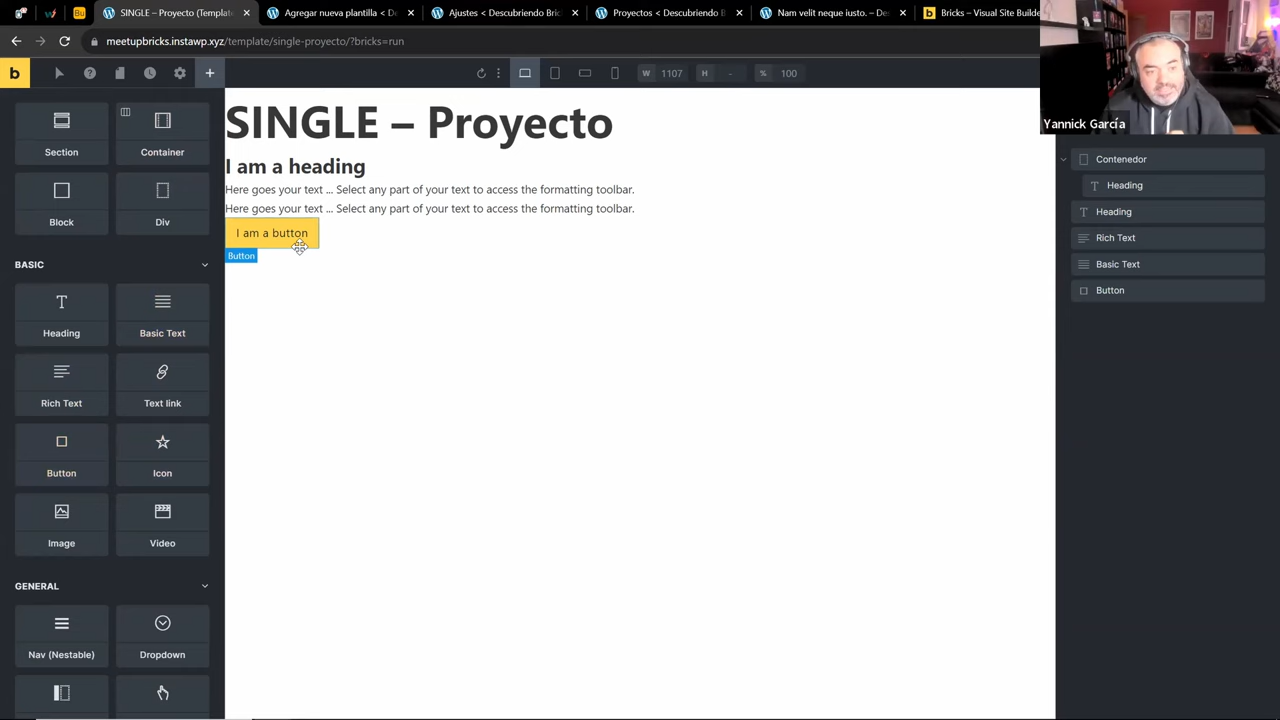 SINGLE – Proyecto (Template
Agregar nueva plantilla < D
Ajustes < Descubriendo Bric
Proyectos < Descubriendo B
Nam velit neque iusto. – De
Bricks – Visual Site Builde
meetupbricks.instawp.xyz/template/single-proyecto/?bricks=run
b
W 1107 H - % 100
Yannick García
Section
Container
Block
Div
BASIC
Heading
Basic Text
Rich Text
Text link
Button
Icon
Image
Video
GENERAL
Nav (Nestable)
Dropdown
SINGLE – Proyecto
I am a heading
Here goes your text ... Select any part of your text to access the formatting toolbar.
Here goes your text ... Select any part of your text to access the formatting toolbar.
I am a button
Button
Contenedor
Heading
Heading
Rich Text
Basic Text
Button